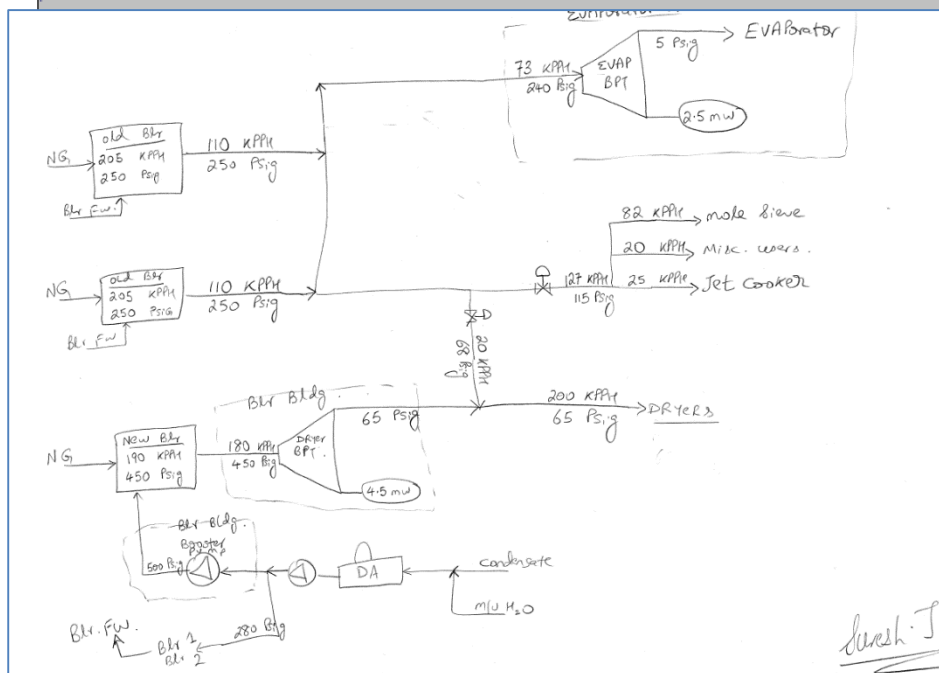 Evaporator
5 Psig
EVAPorator
73 KPPH
240 Psig
EVAP
BPT
2.5 mw
old Blr
205 KPPH
250 PSig
NG
Blr FW.
110 KPPH
250 PSig
82 KPPH
mole Sieve
20 KPPH
Misc. users.
127 KPPH
115 Psig
25 KPPH
Jet Cooker
old Blr
205 KPPH
250 PSIG
NG
Blr FW
110 KPPH
250 PSig
20 KPPH
68 Psig
Blr Bldg.
65 PSig
200 KPPH
65 PSig
DRYERS
New Blr
190 KPPH
450 PSig
NG
180 KPPH
450 PSig
DRYER
BPT.
4.5 mw
Blr Bldg.
Booster
Pump
500 Psig
DA
condensate
M/U H2O
280 Psig
Blr. FW.
Blr 1
Blr 2
Suresh. J